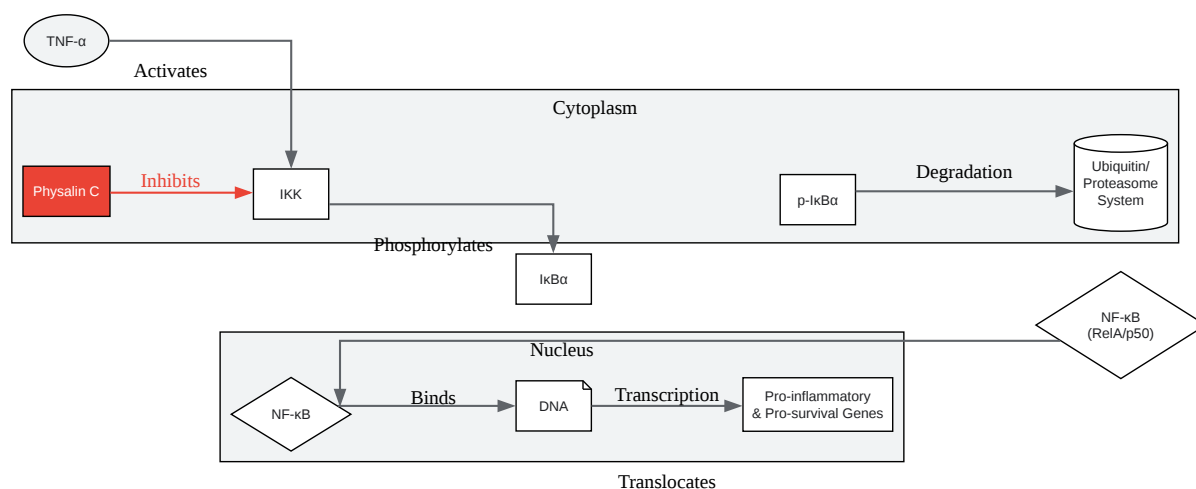 TNF-α
Activates
Cytoplasm
Physalin C
Inhibits
IKK
Phosphorylates
IκBα
p-IκBα
Degradation
Ubiquitin/
Proteasome
System
NF-κB
(RelA/p50)
Nucleus
NF-κB
Binds
DNA
Transcription
Pro-inflammatory
& Pro-survival Genes
Translocates